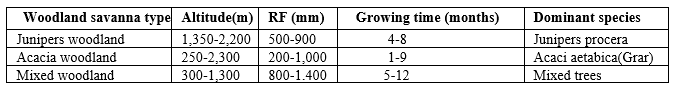 Woodland savanna type Altitude(m) RF (mm) Growing time (months) Dominant species
Junipers woodland 1,350-2,200 500-900 4-8 Junipers procera
Acacia woodland 250-2,300 200-1,000 1-9 Acaci aetabica(Grar)
Mixed woodland 300-1,300 800-1.400 5-12 Mixed trees